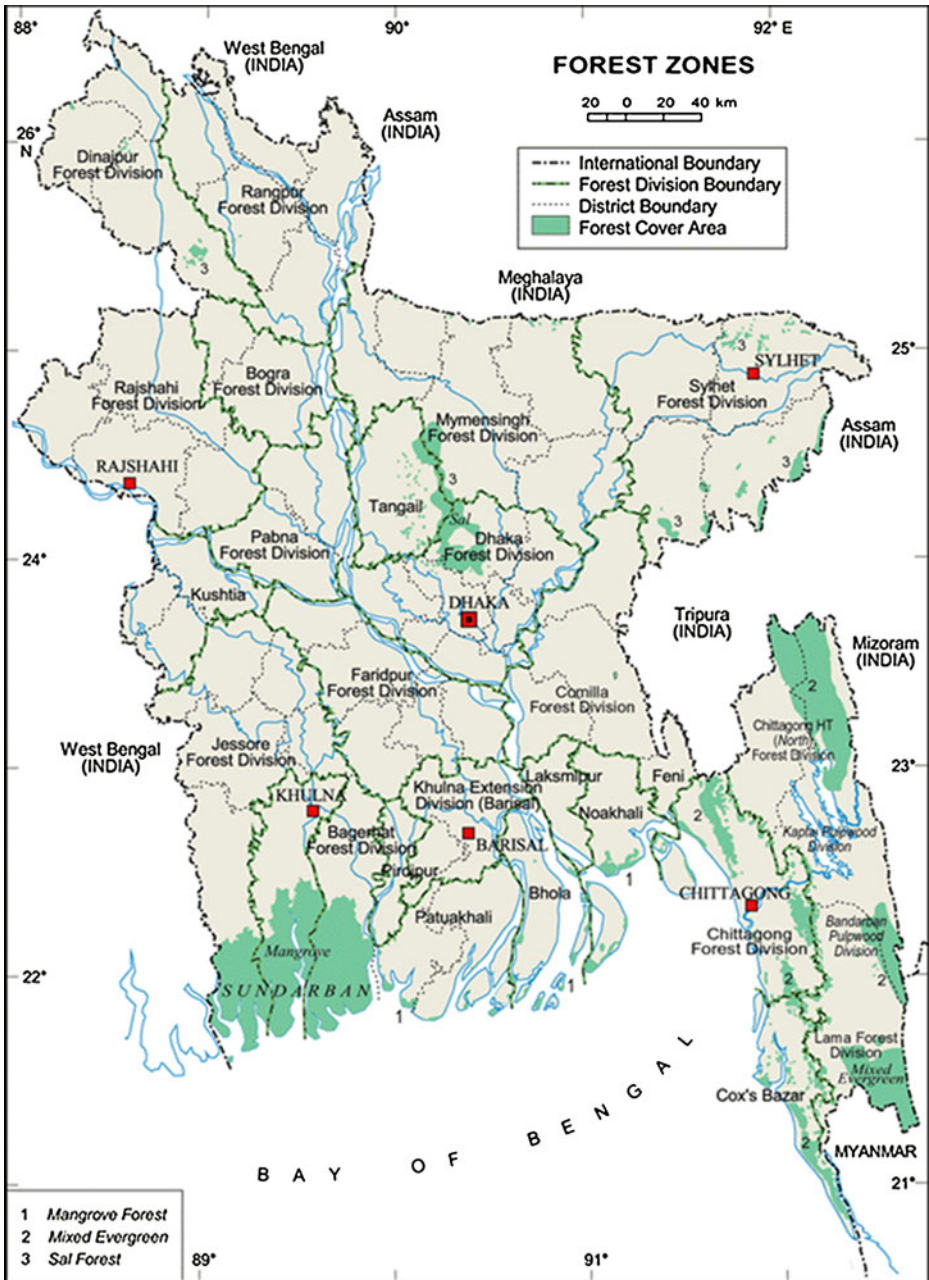 88°
90°
92° E
West Bengal
(INDIA)
FOREST ZONES
20 0 20 40 km
Assam
(INDIA)
26°
N
International Boundary
Forest Division Boundary
District Boundary
Forest Cover Area
Dinajpur
Forest Division
Rangpur
Forest Division
3
Meghalaya
(INDIA)
25°
3
SYLHET
Sylhet
Forest Division
Rajshahi
Forest Division
Bogra
Forest Division
Mymensingh
Forest Division
Assam
(INDIA)
RAJSHAHI
3
3
Tangail
Sal
3
24°
Pabna
Forest Division
Dhaka
Forest Division
Kushtia
DHAKA
Tripura
(INDIA)
Mizoram
(INDIA)
Faridpur
Forest Division
Comilla
Forest Division
2
Chittagong HT
(North)
Forest Division
West Bengal
(INDIA)
Jessore
Forest Division
23°
KHULNA
Khulna Extension
Division (Barisal)
Laksmipur
Feni
Noakhali
2
Bagerhat
Forest Division
Kaptai Pulpwood
Division
BARISAL
Pirojpur
1
Bhola
CHITTAGONG
Patuakhali
Chittagong
Forest Division
Bandarban
Pulpwood
Division
Mangrove
22°
SUNDARBAN
1
1
2
2
Lama Forest
Division
Mixed
Evergreen
Cox's Bazar
2
BAY OF BENGAL
MYANMAR
21°
1 Mangrove Forest
2 Mixed Evergreen
3 Sal Forest
89°
91°